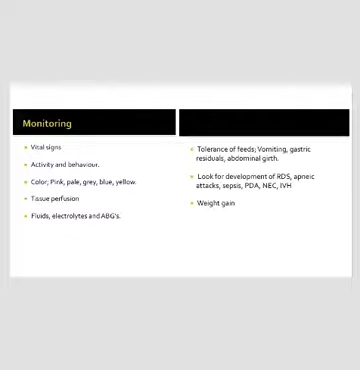 Monitoring
Vital signs
Activity and behaviour.
Color; Pink, pale, grey, blue, yellow.
Tissue perfusion
Fluids, electrolytes and ABG's.
Tolerance of feeds; Vomiting, gastric
residuals, abdominal girth.
Look for development of RDS, apneic
attacks, sepsis, PDA, NEC, IVH
Weight gain